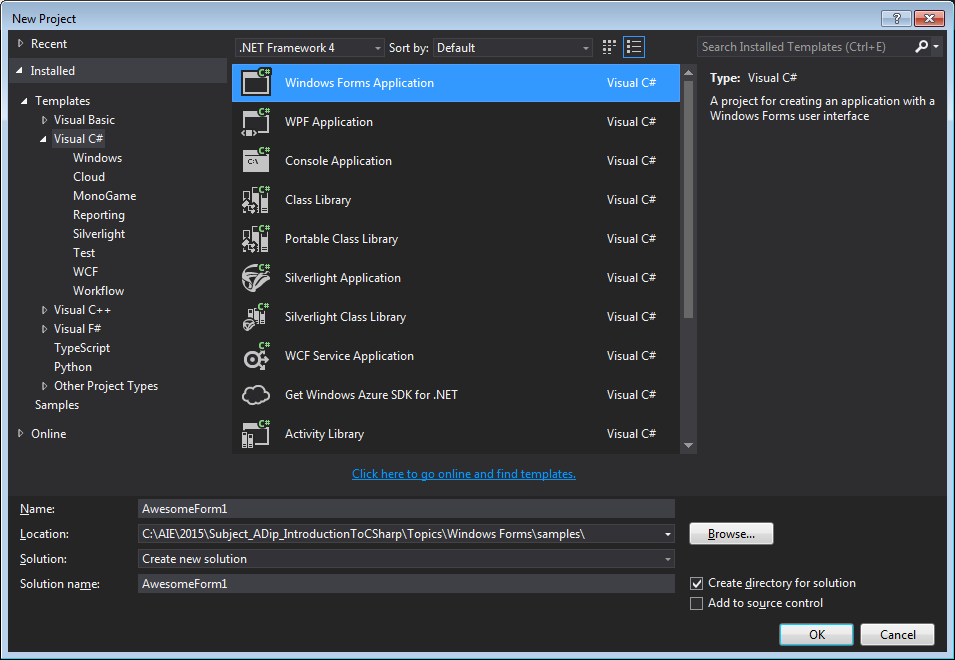 New Project
Recent
Installed
Templates
Visual Basic
Visual C#
Windows
Cloud
MonoGame
Reporting
Silverlight
Test
WCF
Workflow
Visual C++
Visual F#
TypeScript
Python
Other Project Types
Samples
Online
.NET Framework 4
Sort by: Default
Search Installed Templates (Ctrl+E)
C# Windows Forms Application Visual C#
C# WPF Application Visual C#
C# C:\ Console Application Visual C#
C# Class Library Visual C#
C# Portable Class Library Visual C#
C# Silverlight Application Visual C#
C# Silverlight Class Library Visual C#
C# WCF Service Application Visual C#
Get Windows Azure SDK for .NET Visual C#
C# Activity Library Visual C#
Click here to go online and find templates.
Type: Visual C#
A project for creating an application with a
Windows Forms user interface
Name: AwesomeForm1
Location: C:\AIE\2015\Subject_ADip_IntroductionToCSharp\Topics\Windows Forms\samples\
Browse...
Solution: Create new solution
Solution name: AwesomeForm1
Create directory for solution
Add to source control
OK
Cancel